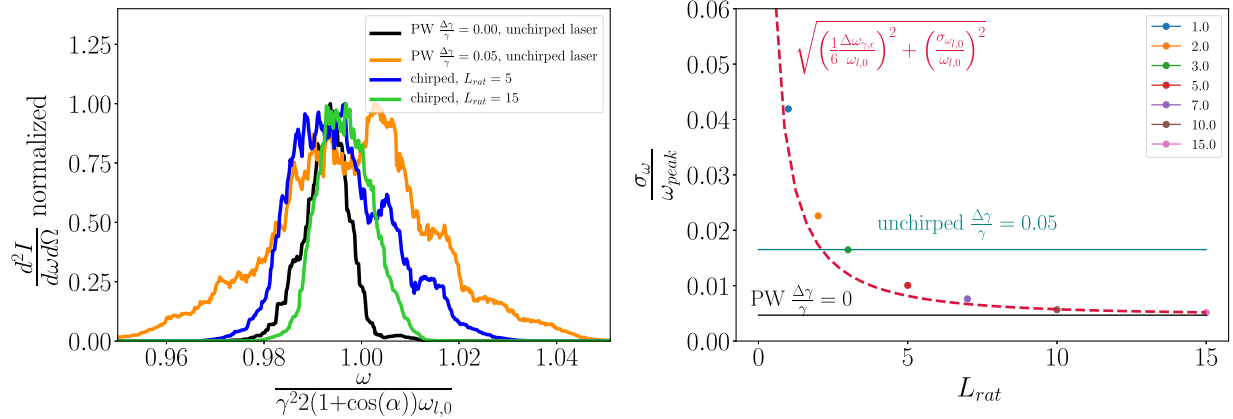 1.25
1.00
0.75
0.50
0.25
0.00
d²I/dωdΩ normalized
PW Δγ/γ = 0.00, unchirped laser
PW Δγ/γ = 0.05, unchirped laser
chirped, L_rat = 5
chirped, L_rat = 15
0.96 0.98 1.00 1.02 1.04
ω/γ²2(1+cos(α))ω_l,0
0.06
0.05
0.04
0.03
0.02
0.01
0.00
σ_ω/ω_peak
√((1/6 Δω_γ,ε/ω_l,0)² + (σ_ω_l,0/ω_l,0)²)
1.0
2.0
3.0
5.0
7.0
10.0
15.0
unchirped Δγ/γ = 0.05
PW Δγ/γ = 0
0 5 10 15
L_rat